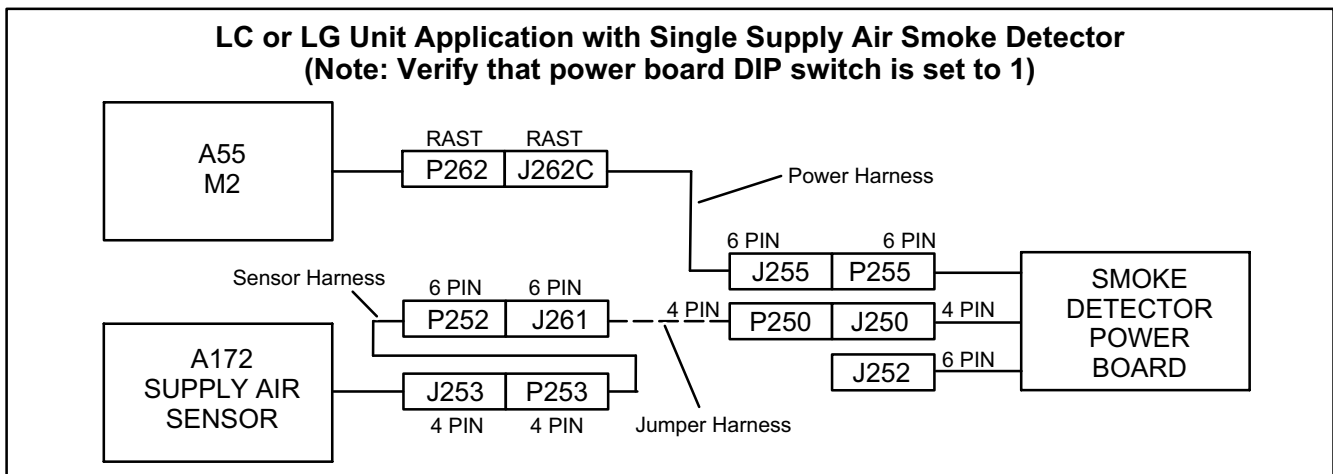 LC or LG Unit Application with Single Supply Air Smoke Detector
(Note: Verify that power board DIP switch is set to 1)
A55
M2
RAST RAST
P262 J262C
Power Harness
6 PIN 6 PIN
J255 P255
Sensor Harness
6 PIN 6 PIN
P252 J261
4 PIN
P250 J250
4 PIN
J252
6 PIN
SMOKE
DETECTOR
POWER
BOARD
A172
SUPPLY AIR
SENSOR
J253 P253
4 PIN 4 PIN
Jumper Harness